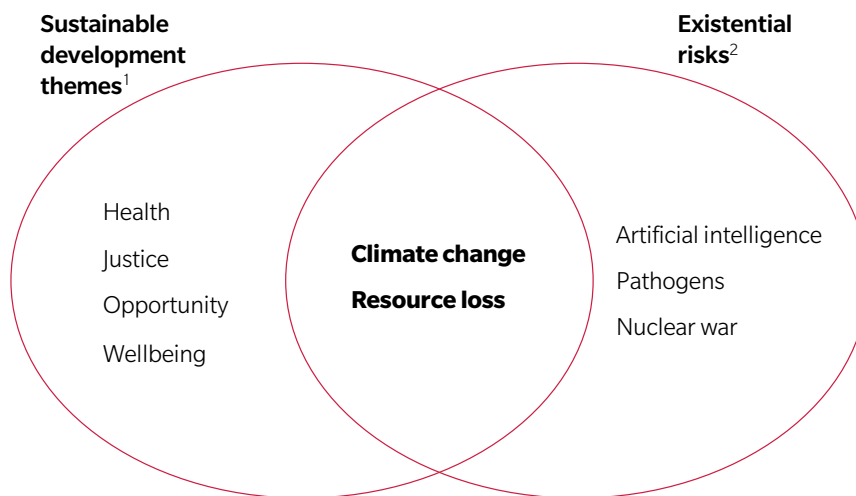 Sustainable
development
themes¹
Existential
risks²
Health
Justice
Opportunity
Wellbeing
Climate change
Resource loss
Artificial intelligence
Pathogens
Nuclear war